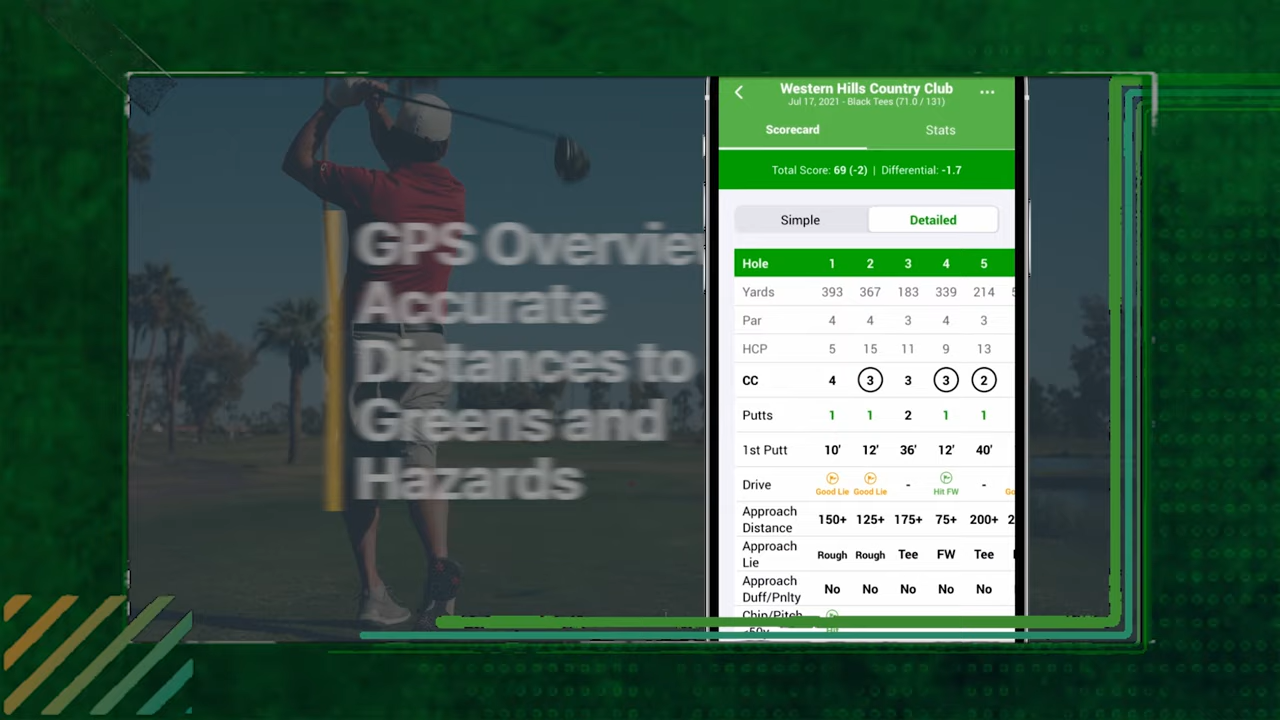 GPS Overview
Accurate
Distances to
Greens and
Hazards
Western Hills Country Club
Jul 17, 2021 - Black Tees (71.0 / 131)
Scorecard Stats
Total Score: 69 (-2) | Differential: -1.7
Simple Detailed
Hole 1 2 3 4 5
Yards 393 367 183 339 214 5
Par 4 4 3 4 3
HCP 5 15 11 9 13
CC 4 3 3 3 2
Putts 1 1 2 1 1
1st Putt 10' 12' 36' 12' 40'
Drive Good Lie Good Lie - Hit FW - Go
Approach
Distance 150+ 125+ 175+ 75+ 200+ 2
Approach
Lie Rough Rough Tee FW Tee
Approach
Duff/Pnlty No No No No No
Chip/Pitch